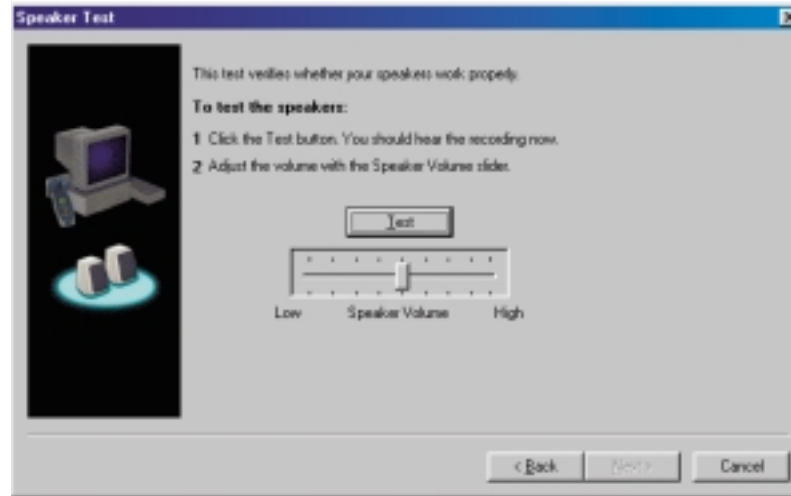 Speaker Test
This test verifies whether your speakers work properly.
To test the speakers:
1 Click the Test button. You should hear the recording now.
2 Adjust the volume with the Speaker Volume slider.
Test
Low Speaker Volume High
< Back Next > Cancel